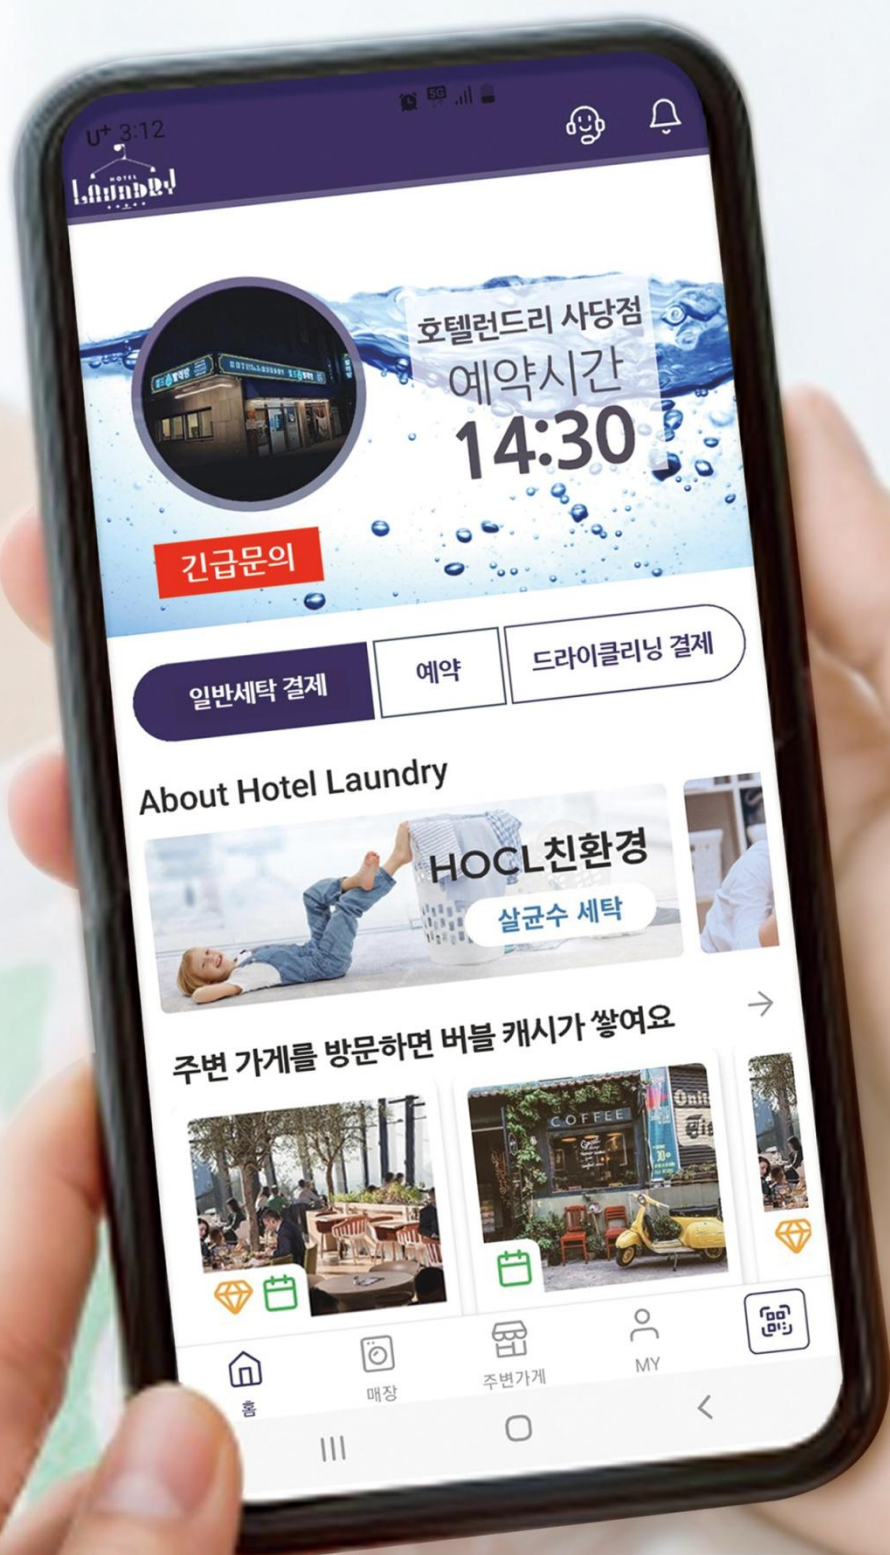 U+ 3:12
5G
HOTEL
LAUNDRY
호텔런드리 사당점
예약시간
14:30
긴급문의
일반세탁 결제
예약
드라이클리닝 결제
About Hotel Laundry
HOCL친환경
살균수 세탁
주변 가게를 방문하면 버블 캐시가 쌓여요
COFFEE
홈
매장
주변가게
MY